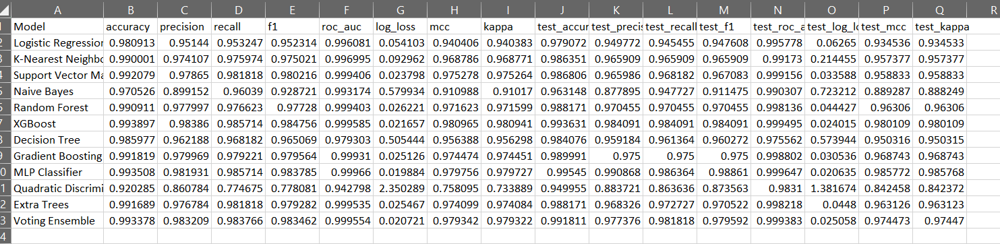 A B C D E F G H I J K L M N O P Q R
1 Model accuracy precision recall f1 roc_auc log_loss mcc kappa test_accur test_precis test_recall test_f1 test_roc_a test_log_lo test_mcc test_kappa
2 Logistic Regression 0.980913 0.95144 0.953247 0.952314 0.996081 0.054103 0.940406 0.940383 0.979072 0.949772 0.945455 0.947608 0.995778 0.06265 0.934536 0.934533
3 K-Nearest Neighbo 0.990001 0.974107 0.975974 0.975021 0.996995 0.092962 0.968786 0.968771 0.986351 0.965909 0.965909 0.965909 0.99173 0.214455 0.957377 0.957377
4 Support Vector Ma 0.992079 0.97865 0.981818 0.980216 0.999406 0.023798 0.975278 0.975264 0.986806 0.965986 0.968182 0.967083 0.999156 0.033588 0.958833 0.958833
5 Naive Bayes 0.970526 0.899152 0.96039 0.928721 0.993174 0.579934 0.910988 0.91017 0.963148 0.877895 0.947727 0.911475 0.990307 0.723212 0.889287 0.888249
6 Random Forest 0.990911 0.977997 0.976623 0.97728 0.999403 0.026221 0.971623 0.971599 0.988171 0.970455 0.970455 0.970455 0.998136 0.044427 0.96306 0.96306
7 XGBoost 0.993897 0.98386 0.985714 0.984756 0.999585 0.021657 0.980965 0.980941 0.993631 0.984091 0.984091 0.984091 0.999495 0.024015 0.980109 0.980109
8 Decision Tree 0.985977 0.962188 0.968182 0.965069 0.979303 0.505444 0.956388 0.956298 0.984076 0.959184 0.961364 0.960272 0.975562 0.573944 0.950316 0.950315
9 Gradient Boosting 0.991819 0.979969 0.979221 0.979564 0.99931 0.025126 0.974474 0.974451 0.989991 0.975 0.975 0.975 0.998802 0.030536 0.968743 0.968743
0 MLP Classifier 0.993508 0.981931 0.985714 0.983785 0.99966 0.019884 0.979756 0.979727 0.99545 0.990868 0.986364 0.98861 0.999647 0.020635 0.985772 0.985768
1 Quadratic Discrimi 0.920285 0.860784 0.774675 0.778081 0.942798 2.350289 0.758095 0.733889 0.949955 0.883721 0.863636 0.873563 0.9831 1.381674 0.842458 0.842372
2 Extra Trees 0.991689 0.976784 0.981818 0.979282 0.999535 0.025467 0.974099 0.974084 0.988171 0.968326 0.972727 0.970522 0.998218 0.0448 0.963126 0.963123
3 Voting Ensemble 0.993378 0.983209 0.983766 0.983462 0.999554 0.020721 0.979342 0.979322 0.991811 0.977376 0.981818 0.979592 0.999383 0.025058 0.974473 0.97447
4